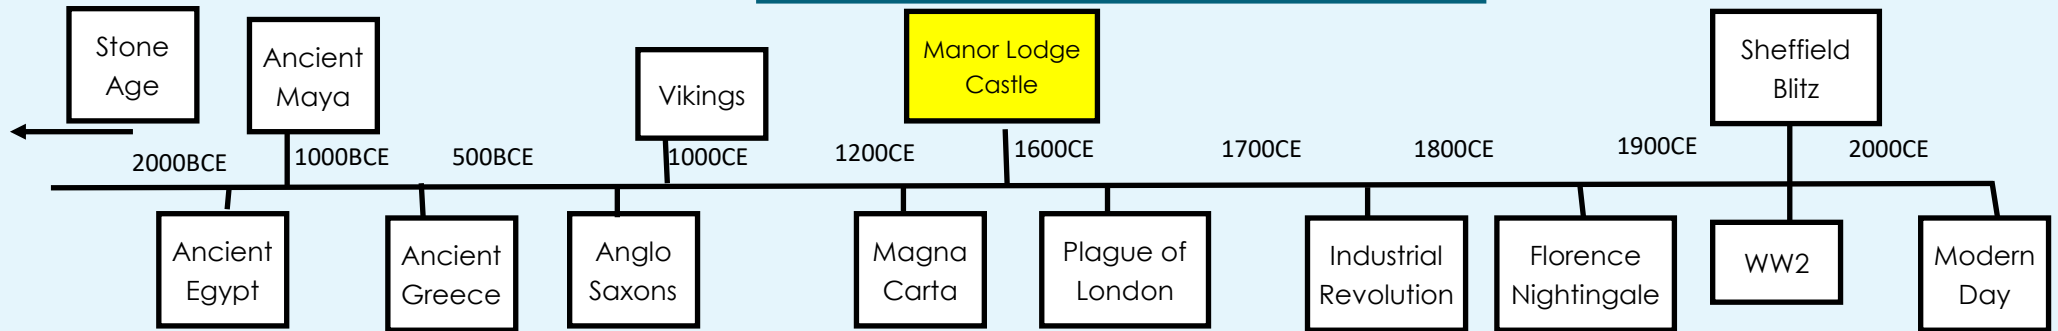 Stone
Age
Ancient
Maya
Vikings
Manor Lodge
Castle
Sheffield
Blitz
2000BCE
1000BCE
500BCE
1000CE
1200CE
1600CE
1700CE
1800CE
1900CE
2000CE
Ancient
Egypt
Ancient
Greece
Anglo
Saxons
Magna
Carta
Plague of
London
Industrial
Revolution
Florence
Nightingale
WW2
Modern
Day